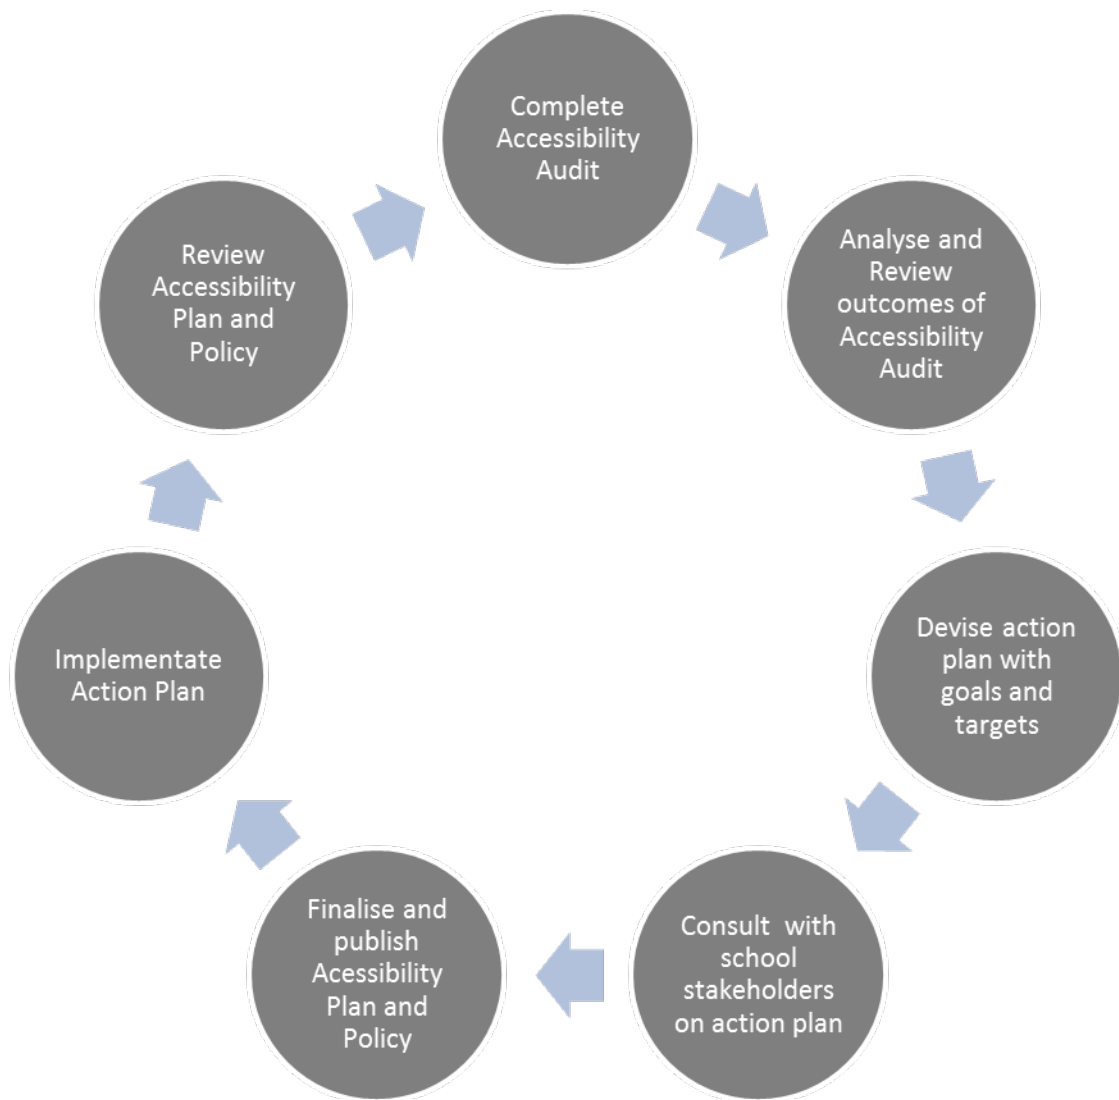 Complete
Accessibility
Audit
Analyse and
Review
outcomes of
Accessibility
Audit
Devise action
plan with
goals and
targets
Consult  with
school
stakeholders
on action plan
Finalise and
publish
Acessibility
Plan and
Policy
Implementate
Action Plan
Review
Accessibility
Plan and
Policy